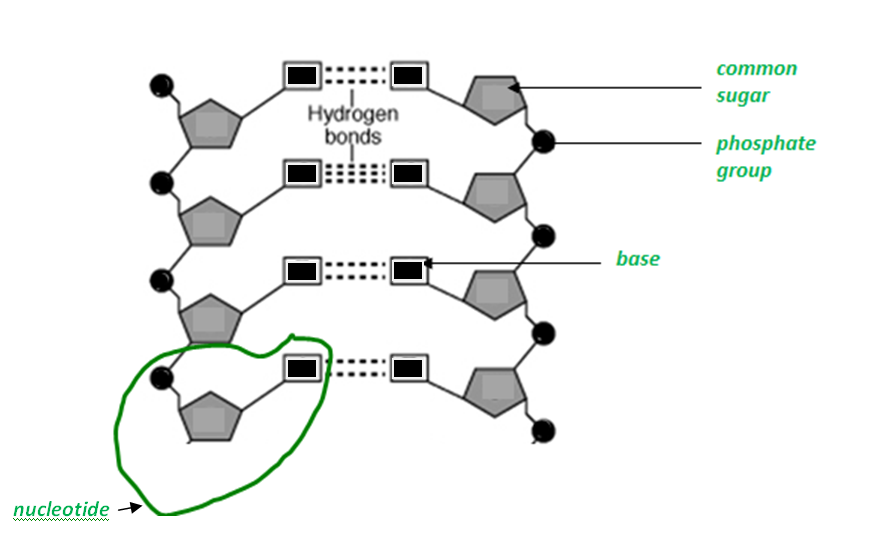 common
sugar
Hydrogen
bonds
phosphate
group
base
nucleotide